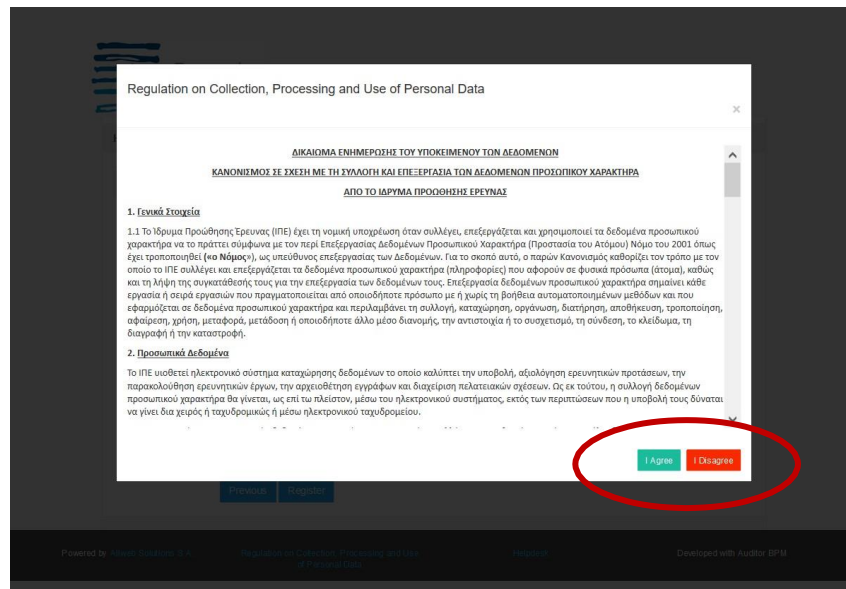 Regulation on Collection, Processing and Use of Personal Data
×
ΔΙΚΑΙΩΜΑ ΕΝΗΜΕΡΩΣΗΣ ΤΟΥ ΥΠΟΚΕΙΜΕΝΟΥ ΤΩΝ ΔΕΔΟΜΕΝΩΝ
ΚΑΝΟΝΙΣΜΟΣ ΣΕ ΣΧΕΣΗ ΜΕ ΤΗ ΣΥΛΛΟΓΗ ΚΑΙ ΕΠΕΞΕΡΓΑΣΙΑ ΤΩΝ ΔΕΔΟΜΕΝΩΝ ΠΡΟΣΩΠΙΚΟΥ ΧΑΡΑΚΤΗΡΑ
ΑΠΟ ΤΟ ΙΔΡΥΜΑ ΠΡΟΩΘΗΣΗΣ ΕΡΕΥΝΑΣ
1. Γενικά Στοιχεία
1.1 Το Ίδρυμα Προώθησης Έρευνας (ΙΠΕ) έχει τη νομική υποχρέωση όταν συλλέγει, επεξεργάζεται και χρησιμοποιεί τα δεδομένα προσωπικού
χαρακτήρα να το πράττει σύμφωνα με τον περί Επεξεργασίας Δεδομένων Προσωπικού Χαρακτήρα (Προστασία του Ατόμου) Νόμο του 2001 όπως
έχει τροποποιηθεί («ο Νόμος»), ως υπεύθυνος επεξεργασίας των Δεδομένων. Για το σκοπό αυτό, ο παρών Κανονισμός καθορίζει τον τρόπο με τον
οποίο το ΙΠΕ συλλέγει και επεξεργάζεται τα δεδομένα προσωπικού χαρακτήρα (πληροφορίες) που αφορούν σε φυσικά πρόσωπα (άτομα), καθώς
και τη λήψη της συγκατάθεσής τους για την επεξεργασία των δεδομένων τους. Επεξεργασία δεδομένων προσωπικού χαρακτήρα σημαίνει κάθε
εργασία ή σειρά εργασιών που πραγματοποιείται από οποιοδήποτε πρόσωπο με ή χωρίς τη βοήθεια αυτοματοποιημένων μεθόδων και που
εφαρμόζεται σε δεδομένα προσωπικού χαρακτήρα και περιλαμβάνει τη συλλογή, καταχώρηση, οργάνωση, διατήρηση, αποθήκευση, τροποποίηση,
αφαίρεση, χρήση, μεταφορά, μετάδοση ή οποιοδήποτε άλλο μέσο διανομής, την αντιστοιχία ή το συσχετισμό, τη σύνδεση, το κλείδωμα, τη
διαγραφή ή την καταστροφή.
2. Προσωπικά Δεδομένα
Το ΙΠΕ υιοθετεί ηλεκτρονικό σύστημα καταχώρησης δεδομένων το οποίο καλύπτει την υποβολή, αξιολόγηση ερευνητικών προτάσεων, την
παρακολούθηση ερευνητικών έργων, την αρχειοθέτηση εγγράφων και διαχείριση πελατειακών σχέσεων. Ως εκ τούτου, η συλλογή δεδομένων
προσωπικού χαρακτήρα θα γίνεται, ως επί το πλείστον, μέσω του ηλεκτρονικού συστήματος, εκτός των περιπτώσεων που η υποβολή τους δύναται
να γίνει δια χειρός ή ταχυδρομικώς ή μέσω ηλεκτρονικού ταχυδρομείου.
I Agree I Disagree
Previous Register
Powered by Regulation on Collection, Processing and Use Developed with Auditor BPM
of Personal Data